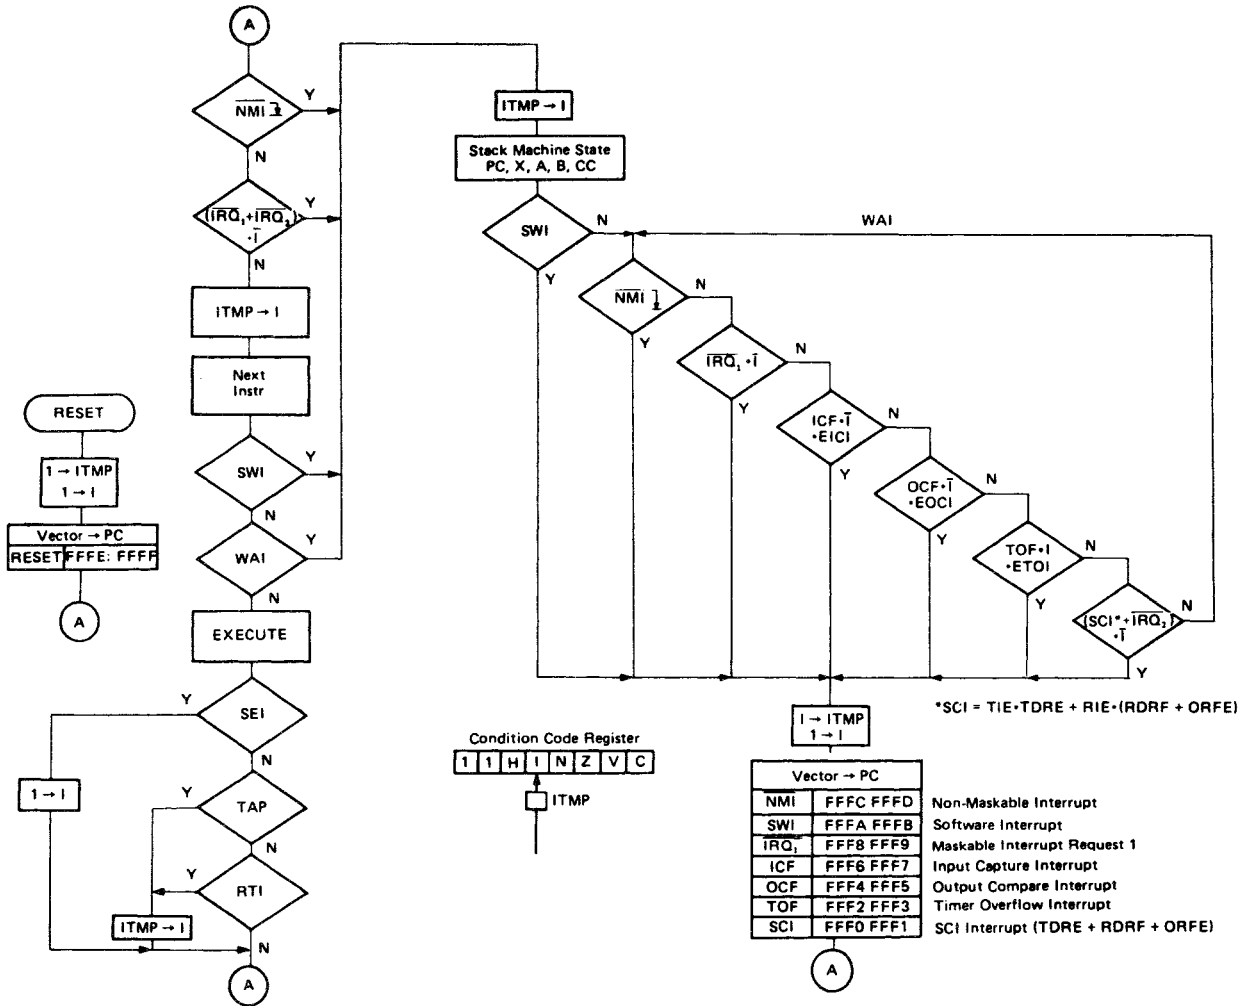 A
NMI
Y
N
(IRQ₁+IRQ₂)
•I̅
Y
N
ITMP → I
Next
Instr
SWI
Y
N
WAI
Y
N
EXECUTE
SEI
Y
N
1 → I
TAP
Y
N
RTI
Y
N
ITMP → I
A
RESET
1 → ITMP
1 → I
Vector → PC
RESET FFFE: FFFF
A
ITMP → I
Stack Machine State
PC, X, A, B, CC
SWI
N
Y
WAI
N̅M̅I̅
N
Y
I̅R̅Q̅₁ •I̅
N
Y
ICF•I̅
•EICI
N
Y
OCF•I̅
•EOCI
N
Y
TOF•I
•ETOI
N
Y
(SCI*+I̅R̅Q̅₂)
•I̅
N
Y
*SCI = TIE•TDRE + RIE•(RDRF + ORFE)
I → ITMP
1 → I
Condition Code Register
1 1 H I N Z V C
ITMP
Vector → PC
N̅M̅I̅ FFFC FFFD Non-Maskable Interrupt
SWI FFFA FFFB Software Interrupt
I̅R̅Q̅₁ FFF8 FFF9 Maskable Interrupt Request 1
ICF FFF6 FFF7 Input Capture Interrupt
OCF FFF4 FFF5 Output Compare Interrupt
TOF FFF2 FFF3 Timer Overflow Interrupt
SCI FFF0 FFF1 SCI Interrupt (TDRE + RDRF + ORFE)
A